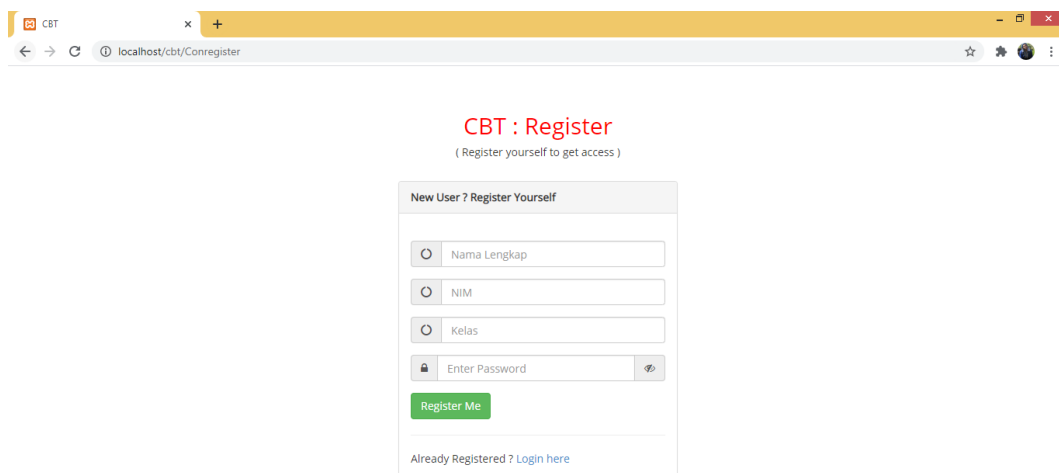 CBT
localhost/cbt/Conregister
CBT : Register
( Register yourself to get access )
New User ? Register Yourself
Nama Lengkap
NIM
Kelas
Enter Password
Register Me
Already Registered ? Login here